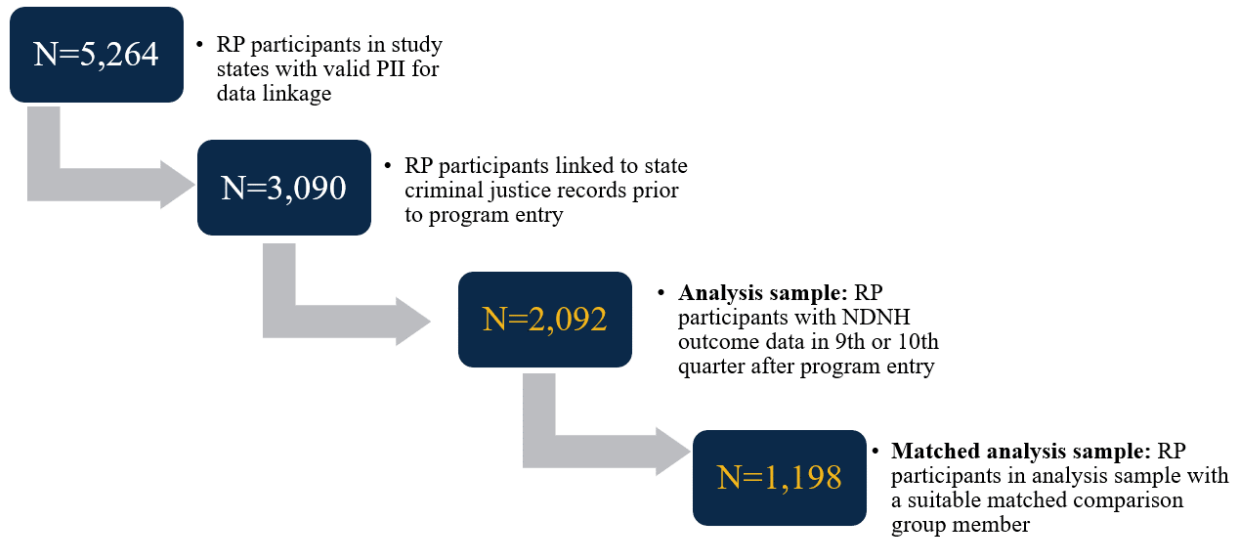 N=5,264
• RP participants in study
states with valid PII for
data linkage
N=3,090
• RP participants linked to state
criminal justice records prior
to program entry
N=2,092
• Analysis sample: RP
participants with NDNH
outcome data in 9th or 10th
quarter after program entry
N=1,198
• Matched analysis sample: RP
participants in analysis sample with
a suitable matched comparison
group member